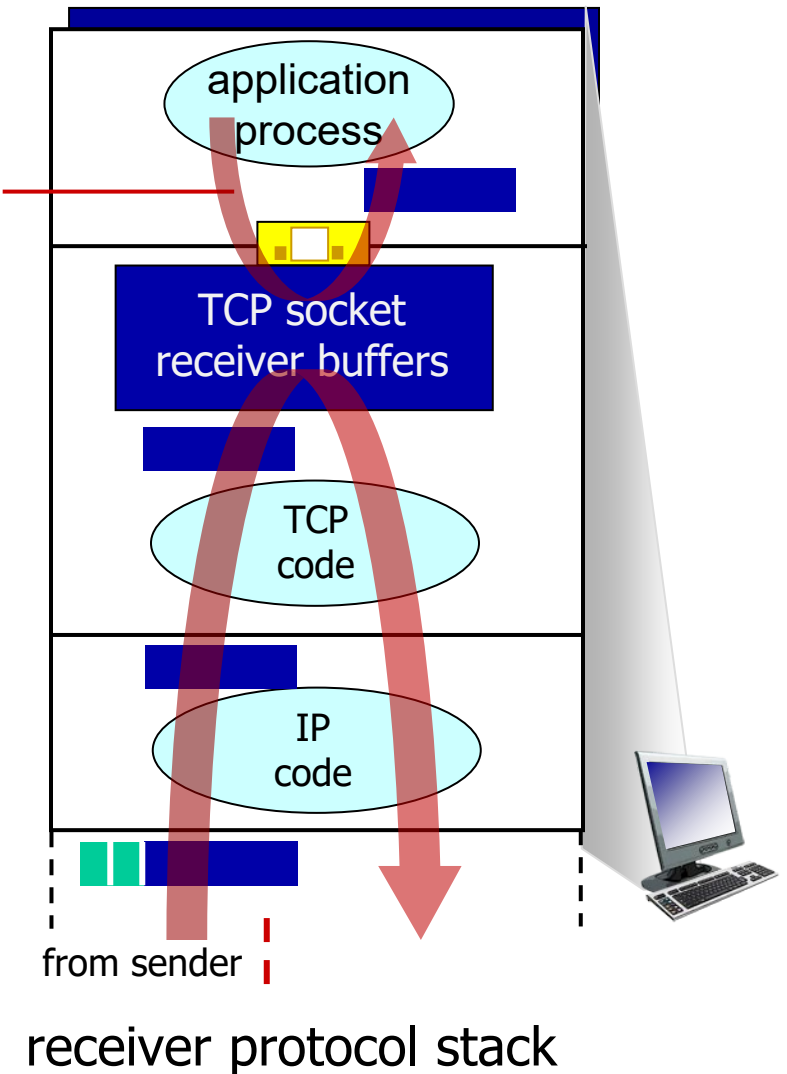 application
process
TCP socket
receiver buffers
TCP
code
IP
code
from sender
receiver protocol stack